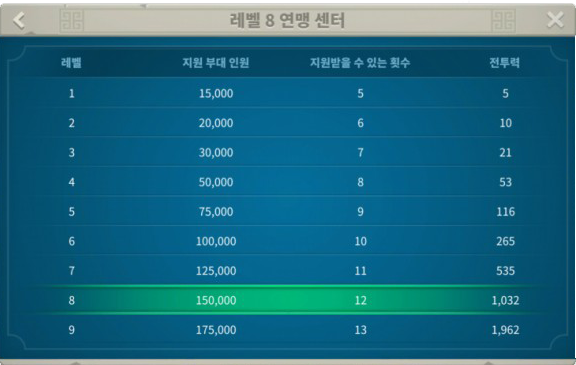 레벨 8 연맹 센터
레벨 지원 부대 인원 지원받을 수 있는 횟수 전투력
1 15,000 5 5
2 20,000 6 10
3 30,000 7 21
4 50,000 8 53
5 75,000 9 116
6 100,000 10 265
7 125,000 11 535
8 150,000 12 1,032
9 175,000 13 1,962